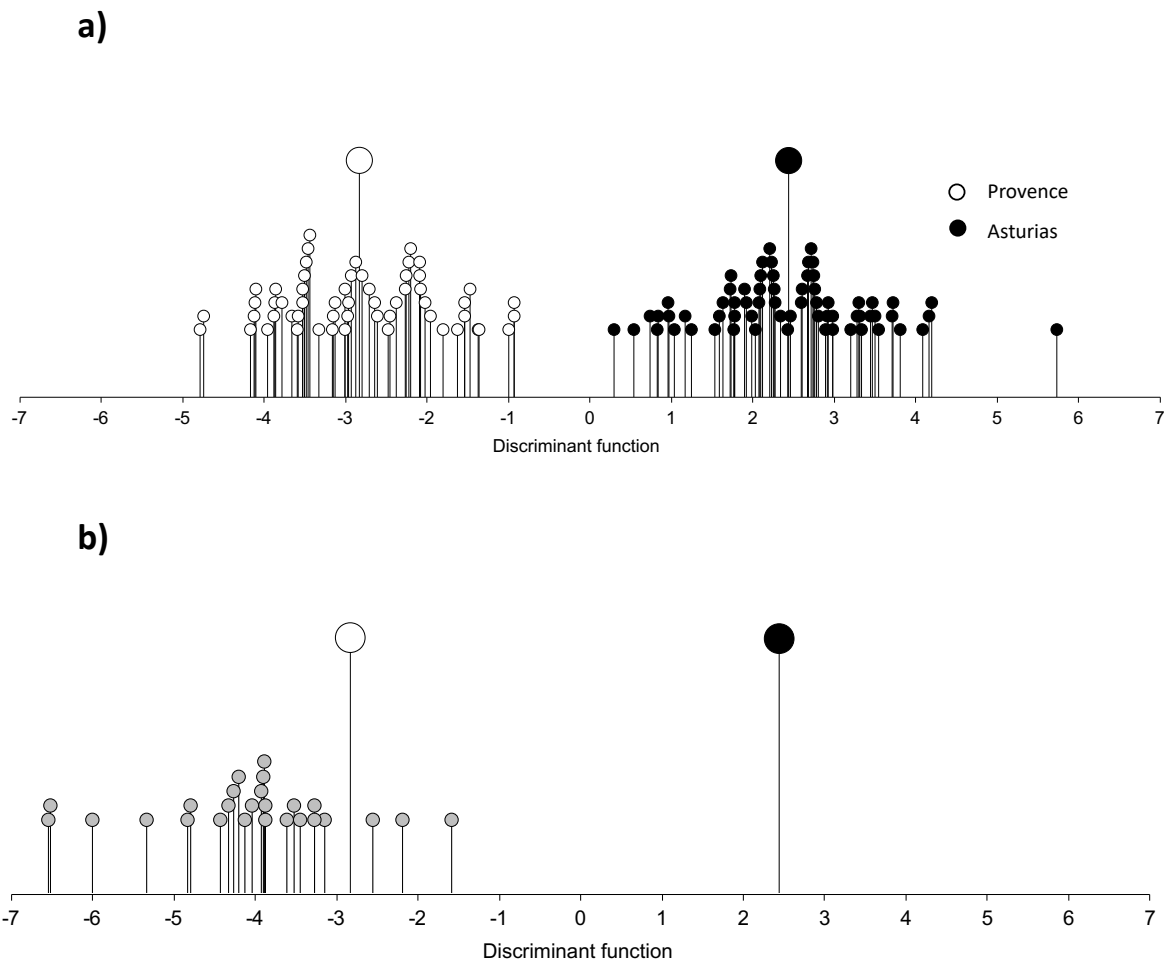 a)
Provence
Asturias
-7 -6 -5 -4 -3 -2 -1 0 1 2 3 4 5 6 7
Discriminant function
b)
-7 -6 -5 -4 -3 -2 -1 0 1 2 3 4 5 6 7
Discriminant function